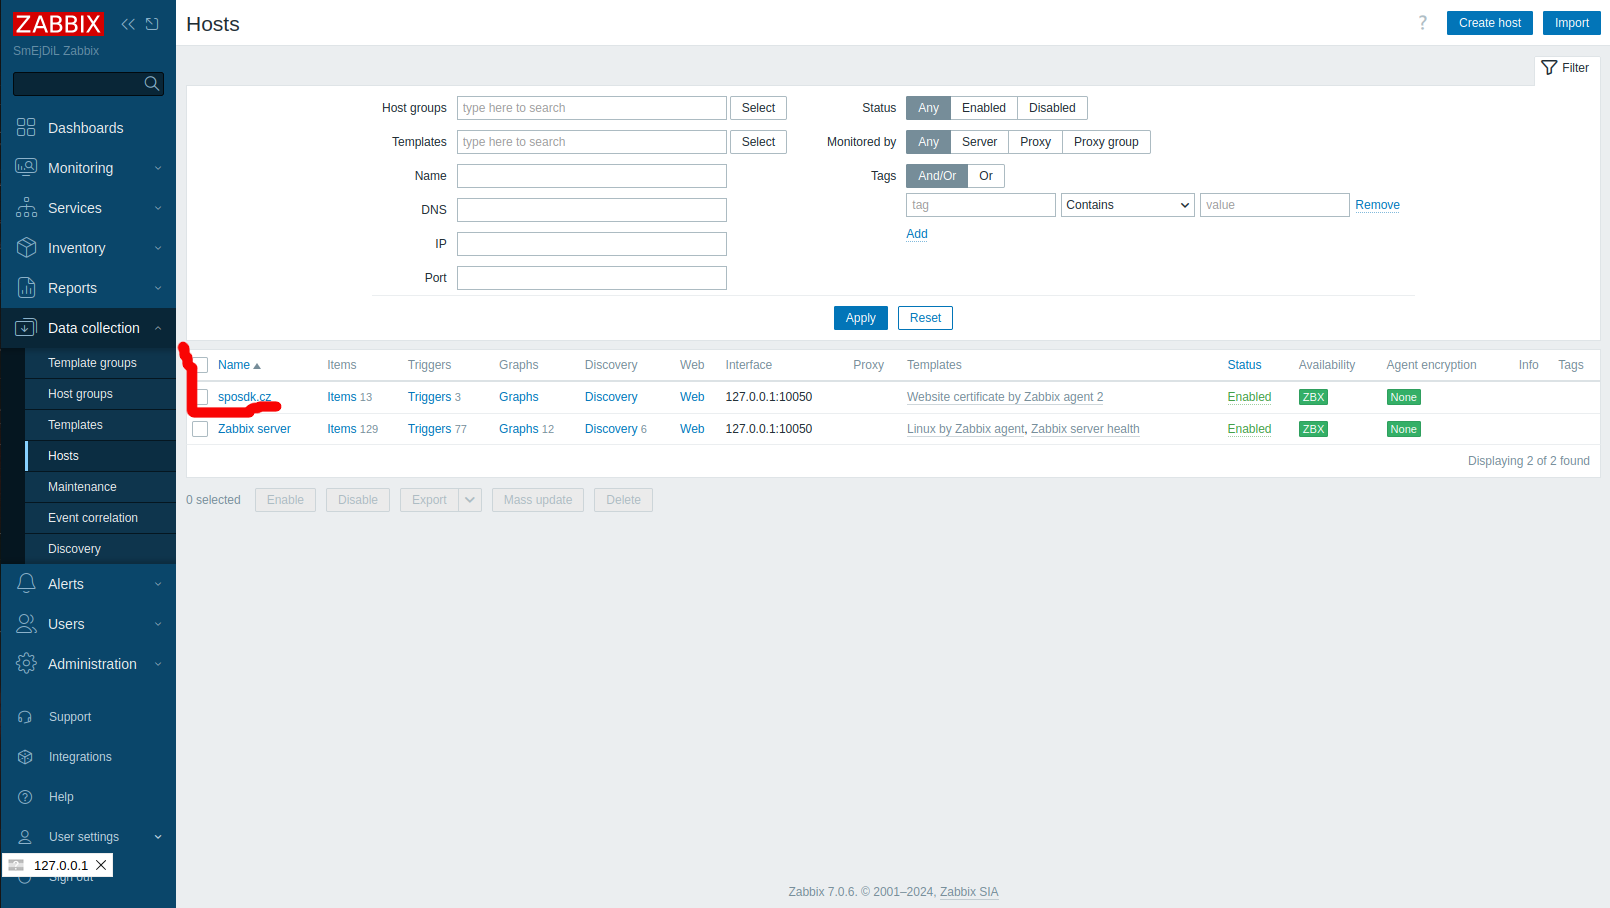 ZABBIX
SmEjDiL Zabbix
Dashboards
Monitoring
Services
Inventory
Reports
Data collection
Template groups
Host groups
Templates
Hosts
Maintenance
Event correlation
Discovery
Alerts
Users
Administration
Support
Integrations
Help
User settings
127.0.0.1
Sign out
Hosts
? Create host Import
Filter
Host groups type here to search Select
Templates type here to search Select
Name
DNS
IP
Port
Status Any Enabled Disabled
Monitored by Any Server Proxy Proxy group
Tags And/Or Or
tag Contains value Remove
Add
Apply Reset
Name Items Triggers Graphs Discovery Web Interface Proxy Templates Status Availability Agent encryption Info Tags
sposdk.cz Items 13 Triggers 3 Graphs Discovery Web 127.0.0.1:10050 Website certificate by Zabbix agent 2 Enabled ZBX None
Zabbix server Items 129 Triggers 77 Graphs 12 Discovery 6 Web 127.0.0.1:10050 Linux by Zabbix agent, Zabbix server health Enabled ZBX None
Displaying 2 of 2 found
0 selected Enable Disable Export Mass update Delete
Zabbix 7.0.6. © 2001–2024, Zabbix SIA